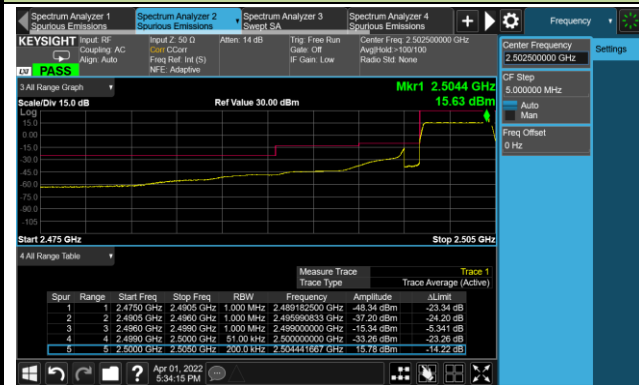 Spectrum Analyzer 1
Spurious Emissions
Spectrum Analyzer 2
Spurious Emissions
Spectrum Analyzer 3
Swept SA
Spectrum Analyzer 4
Spurious Emissions
Frequency
KEYSIGHT
Input: RF
Coupling: AC
Align: Auto
Input Z: 50 Ω
Corr CCorr
Freq Ref: Int (S)
NFE: Adaptive
Atten: 14 dB
Trig: Free Run
Gate: Off
IF Gain: Low
Center Freq: 2.502500000 GHz
Avg|Hold:>100/100
Radio Std: None
PASS
Center Frequency
2.502500000 GHz
Settings
CF Step
5.000000 MHz
Auto
Man
Freq Offset
0 Hz
3 All Range Graph
Mkr1 2.5044 GHz
15.63 dBm
Scale/Div 15.0 dB
Ref Value 30.00 dBm
Log
15.0
0.00
-15.0
-30.0
-45.0
-60.0
-75.0
-90.0
-105
Start 2.475 GHz
Stop 2.505 GHz
4 All Range Table
Measure Trace Trace 1
Trace Type Trace Average (Active)
Spur Range Start Freq Stop Freq RBW Frequency Amplitude ΔLimit
1 1 2.4750 GHz 2.4905 GHz 1.000 MHz 2.489182500 GHz -48.34 dBm -23.34 dB
2 2 2.4905 GHz 2.4960 GHz 1.000 MHz 2.495990833 GHz -37.20 dBm -24.20 dB
3 3 2.4960 GHz 2.4990 GHz 1.000 MHz 2.499000000 GHz -15.34 dBm -5.341 dB
4 4 2.4990 GHz 2.5000 GHz 51.00 kHz 2.500000000 GHz -33.26 dBm -23.26 dB
5 5 2.5000 GHz 2.5050 GHz 200.0 kHz 2.504441667 GHz 15.78 dBm -14.22 dB
Apr 01, 2022
5:34:15 PM